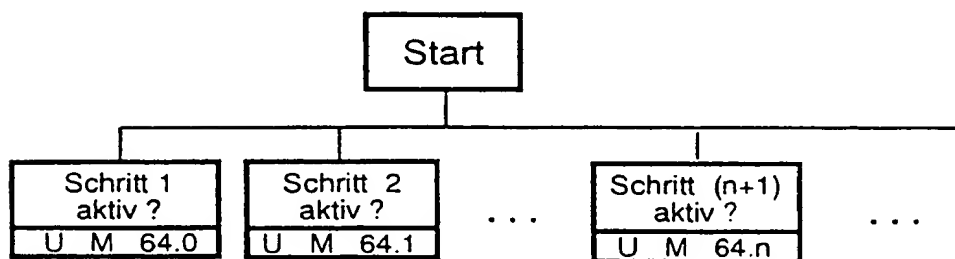 Start
Schritt 1
aktiv ?
U M 64.0
Schritt 2
aktiv ?
U M 64.1
. . .
Schritt (n+1)
aktiv ?
U M 64.n
. . .